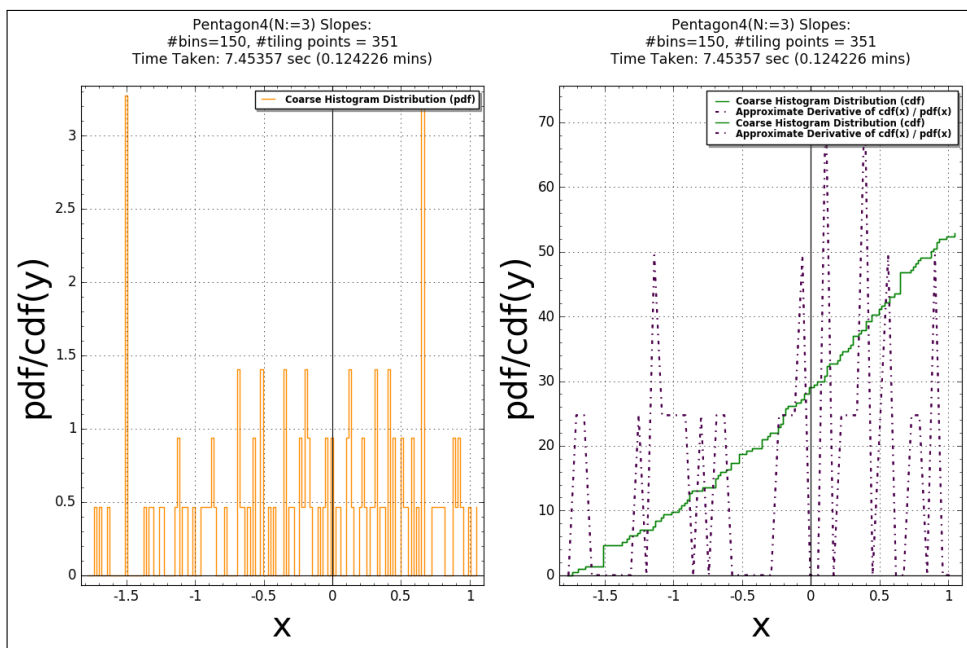 Pentagon4(N:=3) Slopes:
#bins=150, #tiling points = 351
Time Taken: 7.45357 sec (0.124226 mins)
Coarse Histogram Distribution (pdf)
3
2.5
2
1.5
1
0.5
0
pdf/cdf(y)
-1.5
-1
-0.5
0
0.5
1
x
Pentagon4(N:=3) Slopes:
#bins=150, #tiling points = 351
Time Taken: 7.45357 sec (0.124226 mins)
Coarse Histogram Distribution (cdf)
Approximate Derivative of cdf(x) / pdf(x)
Coarse Histogram Distribution (cdf)
Approximate Derivative of cdf(x) / pdf(x)
70
60
50
40
30
20
10
0
pdf/cdf(y)
-1.5
-1
-0.5
0
0.5
1
x